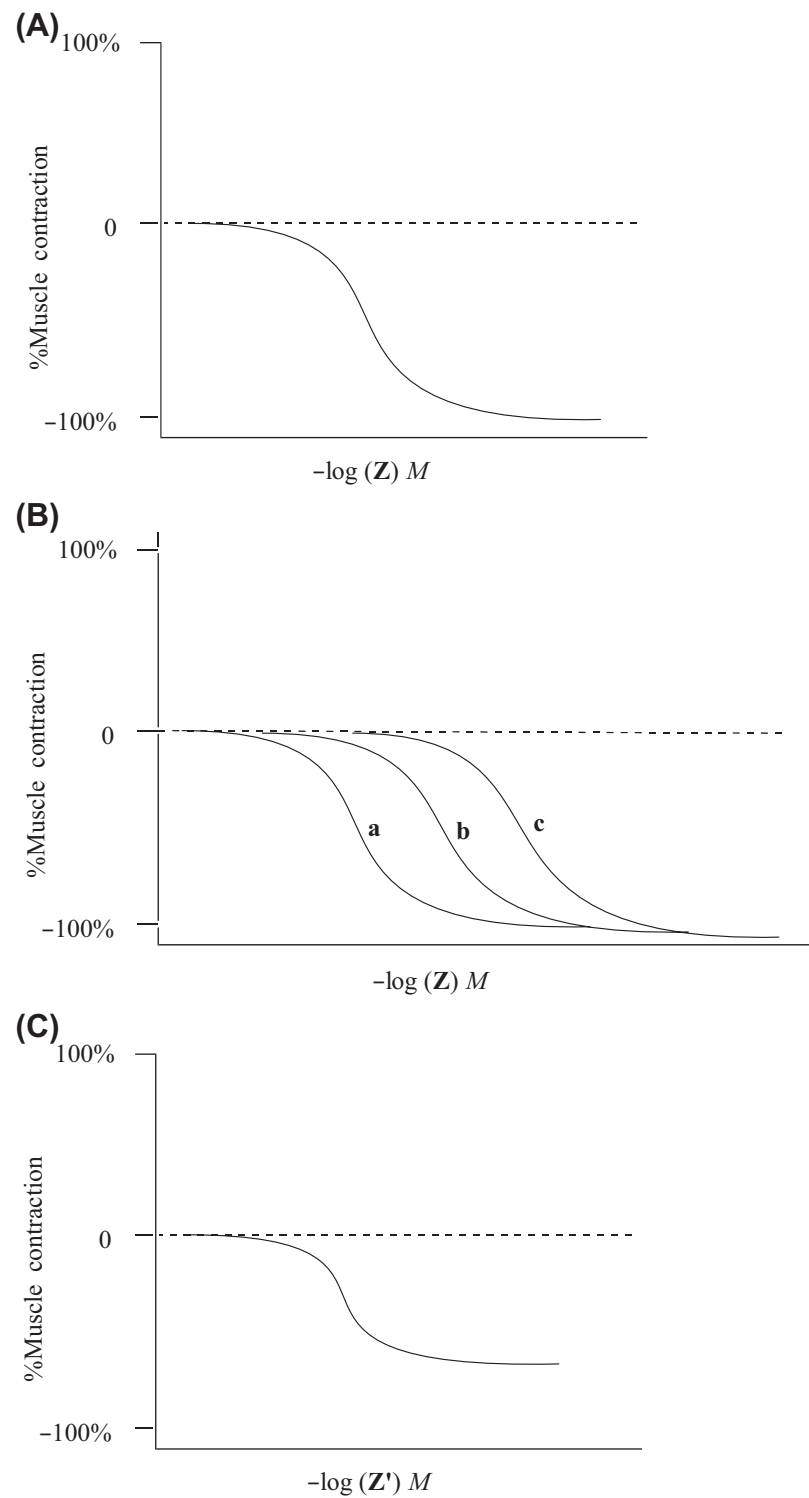 (A)
100%
0
−100%
%Muscle contraction
−log (Z) M
(B)
100%
0
−100%
%Muscle contraction
a
b
c
−log (Z) M
(C)
100%
0
−100%
%Muscle contraction
−log (Z') M